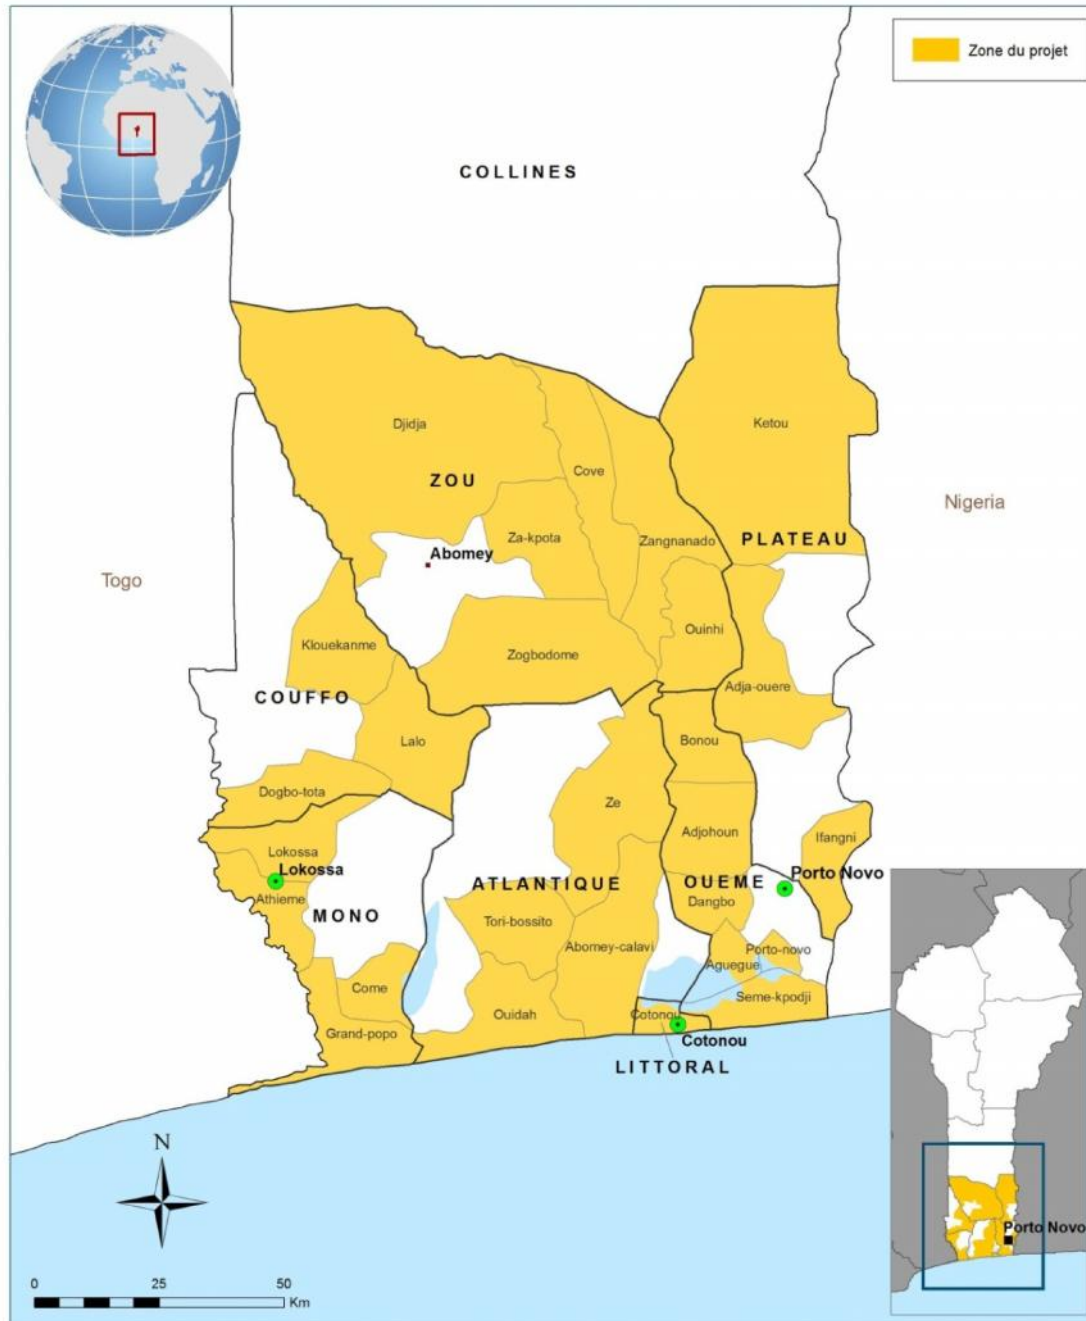 Zone du projet
COLLINES
Djidja
Ketou
Cove
ZOU
Nigeria
Za-kpota
Zangnanado
PLATEAU
Abomey
Togo
Ouinhi
Klouekanme
Zogbodome
Adja-ouere
COUFFO
Lalo
Bonou
Dogbo-tota
Ze
Adjohoun
Ifangni
Lokossa
Lokossa
Porto Novo
ATLANTIQUE
OUEME
Athieme
Dangbo
MONO
Tori-bossito
Abomey-calavi
Porto-novo
Aguegue
Come
Seme-kpodji
Ouidah
Cotonou
Grand-popo
Cotonou
LITTORAL
N
Porto Novo
0 25 50
Km